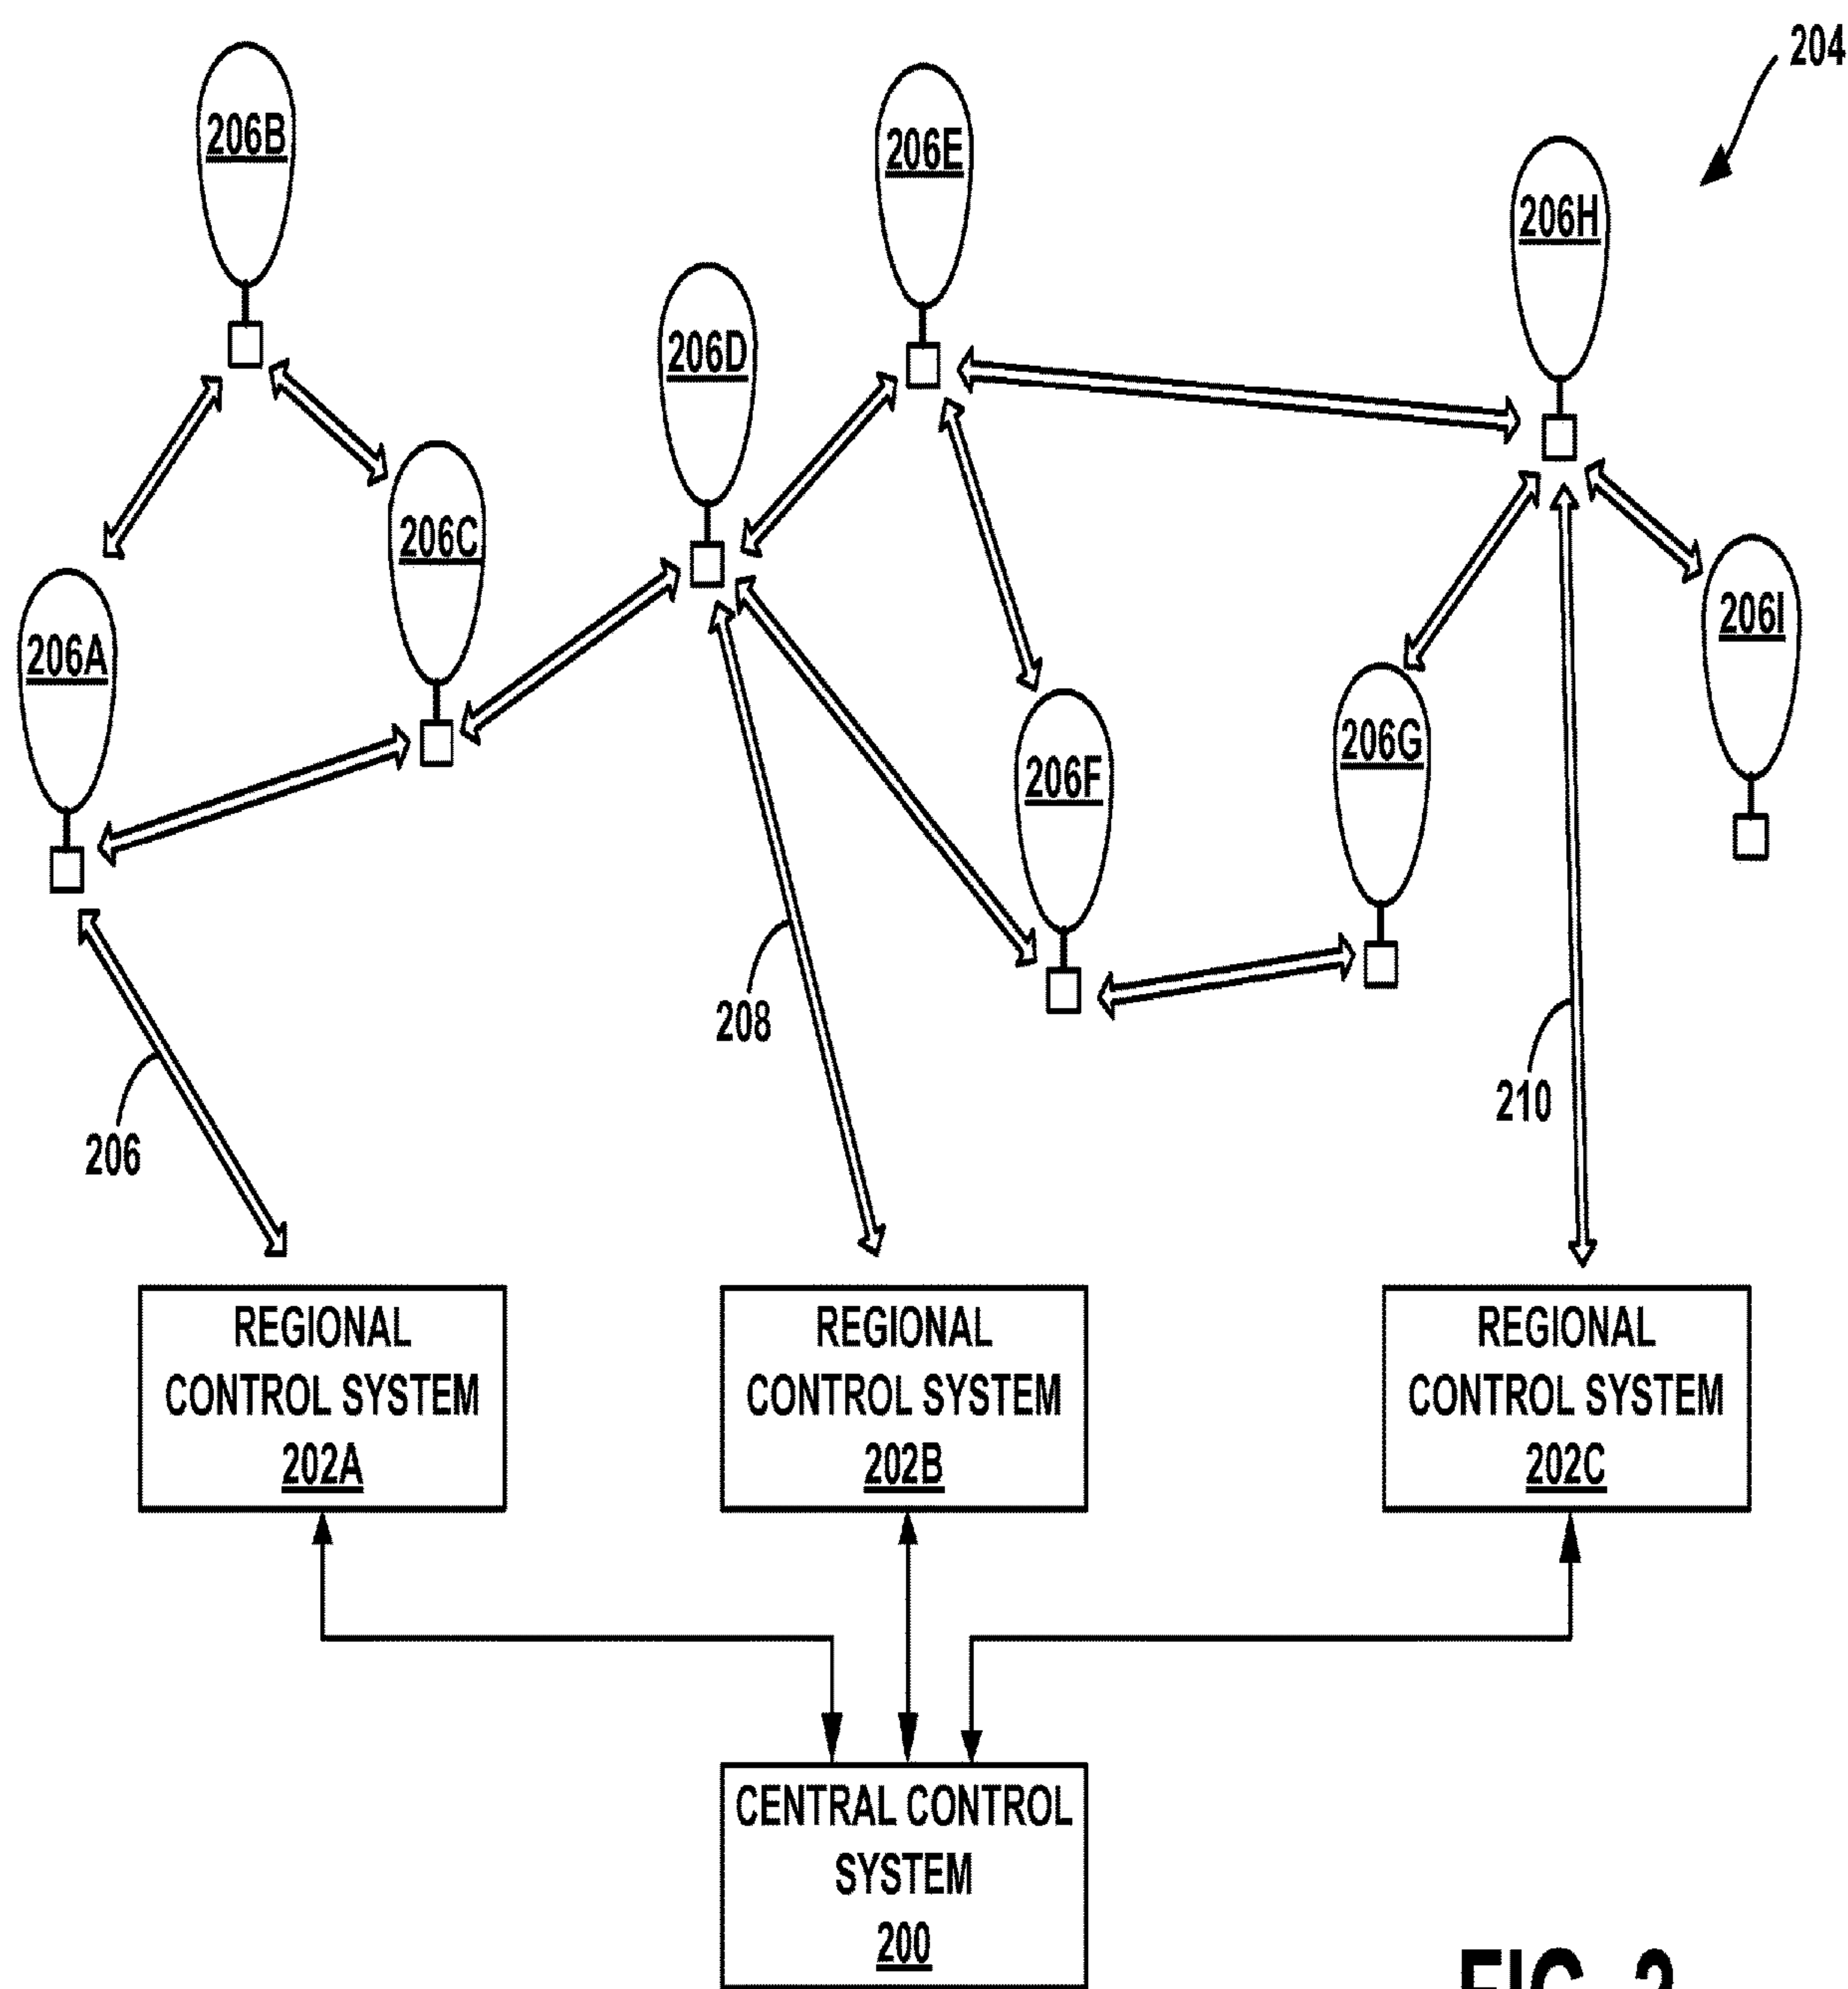 204
206B
206E
206H
206D
206C
206I
206A
206G
206F
208
210
206
REGIONAL
CONTROL SYSTEM
202A
REGIONAL
CONTROL SYSTEM
202B
REGIONAL
CONTROL SYSTEM
202C
CENTRAL CONTROL
SYSTEM
200